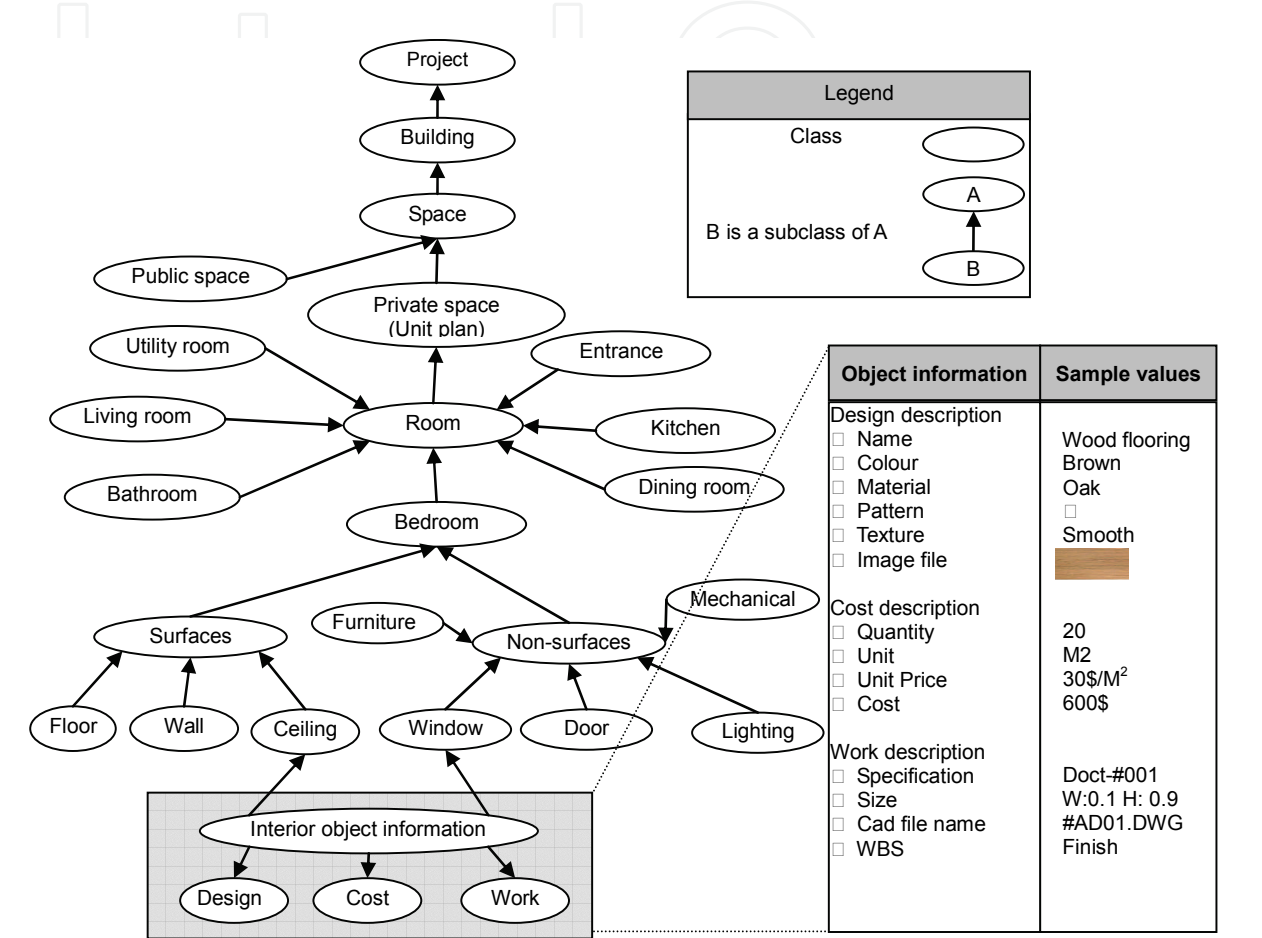 Project
Building
Space
Public space
Private space
(Unit plan)
Utility room
Entrance
Living room
Room
Kitchen
Bathroom
Dining room
Bedroom
Mechanical
Furniture
Surfaces
Non-surfaces
Floor
Wall
Ceiling
Window
Door
Lighting
Interior object information
Design
Cost
Work
Legend
Class
A
B is a subclass of A
B
Object information Sample values
Design description
Name Wood flooring
Colour Brown
Material Oak
Pattern
Texture Smooth
Image file
Cost description
Quantity 20
Unit M2
Unit Price 30$/M²
Cost 600$
Work description
Specification Doct-#001
Size W:0.1 H: 0.9
Cad file name #AD01.DWG
WBS Finish